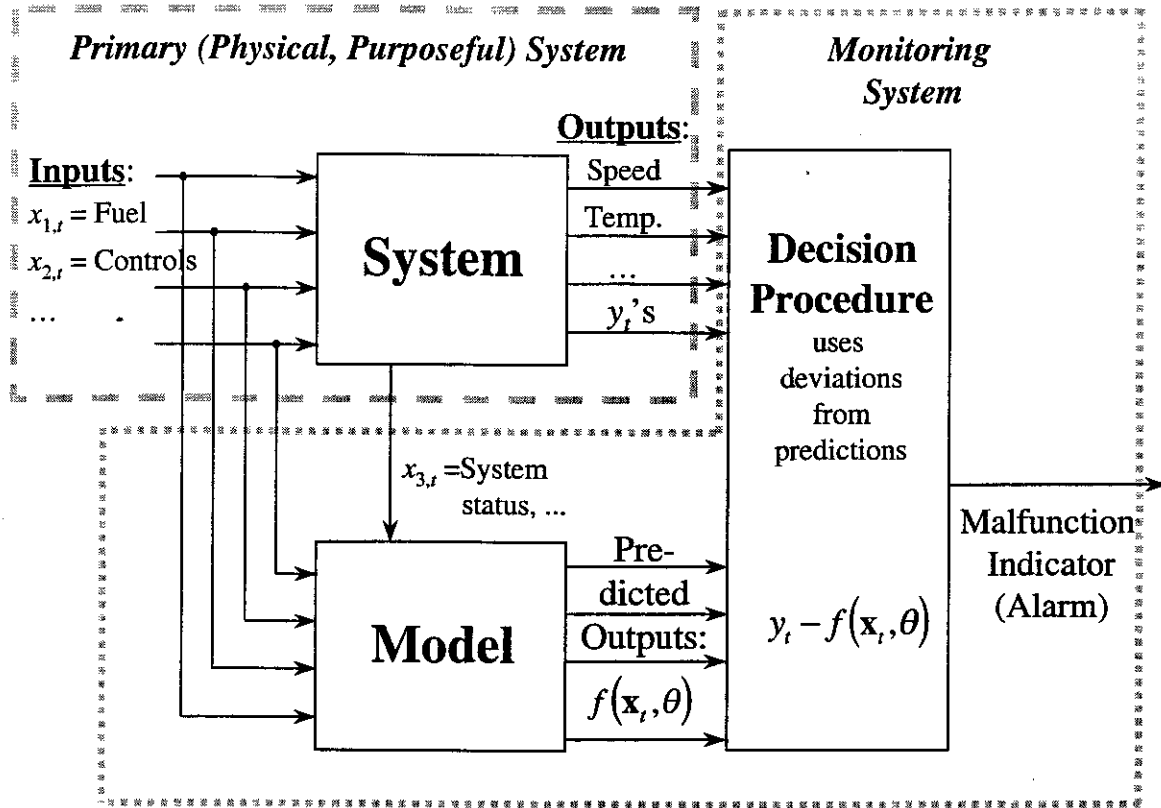 Primary (Physical, Purposeful) System
Monitoring
System
Inputs:
x1,t = Fuel
x2,t = Controls
...
System
Outputs:
Speed
Temp.
...
yt's
Decision
Procedure
uses
deviations
from
predictions
yt – f(xt, θ)
x3,t =System
status, ...
Model
Pre-
dicted
Outputs:
f(xt, θ)
Malfunction
Indicator
(Alarm)